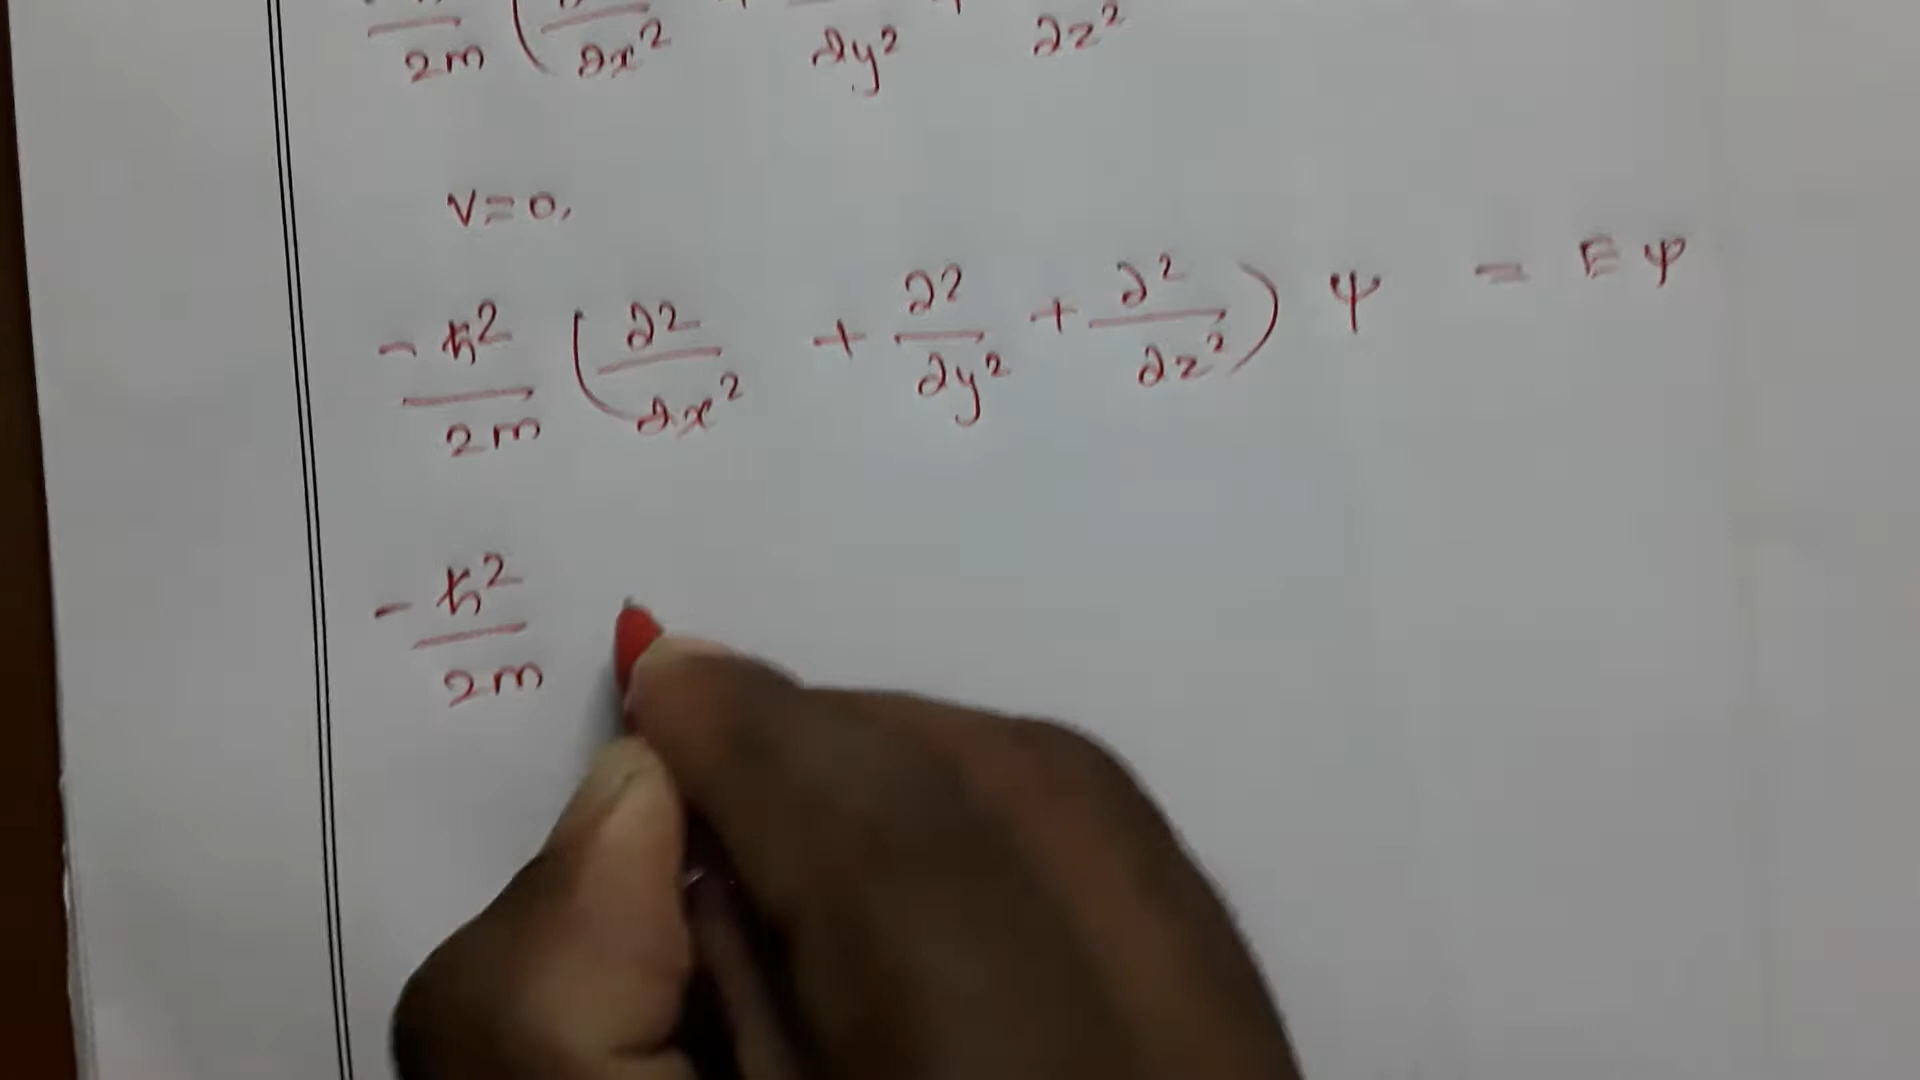 2m ( ∂x² + ∂y² ∂z²
V=0,
-ħ²/2m (∂²/∂x² + ∂²/∂y² + ∂²/∂z²) ψ = Eψ
-ħ²/2m